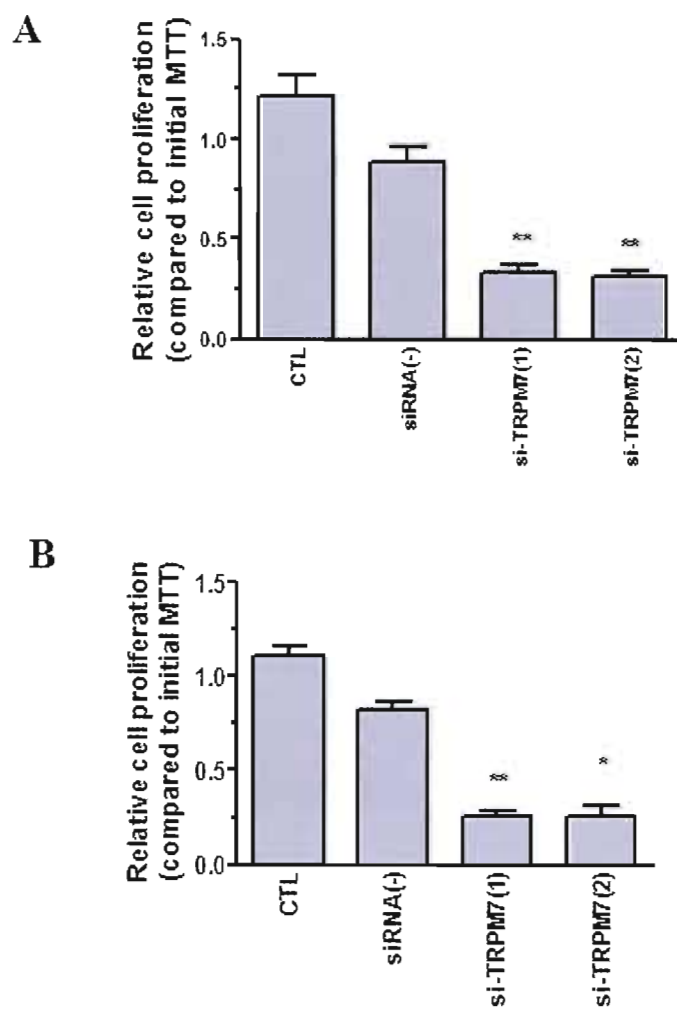 A
Relative cell proliferation
(compared to initial MTT)
1.5
1.0
0.5
0.0
**
**
CTL
siRNA(-)
si-TRPM7(1)
si-TRPM7(2)
B
Relative cell proliferation
(compared to initial MTT)
1.5
1.0
0.5
0.0
**
*
CTL
siRNA(-)
si-TRPM7(1)
si-TRPM7(2)